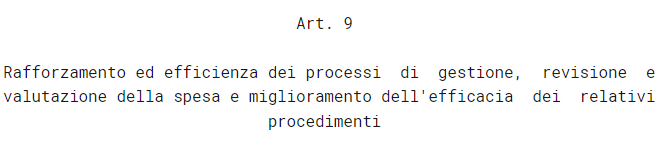 Art. 9
Rafforzamento ed efficienza dei processi di gestione, revisione e
valutazione della spesa e miglioramento dell'efficacia dei relativi
procedimenti